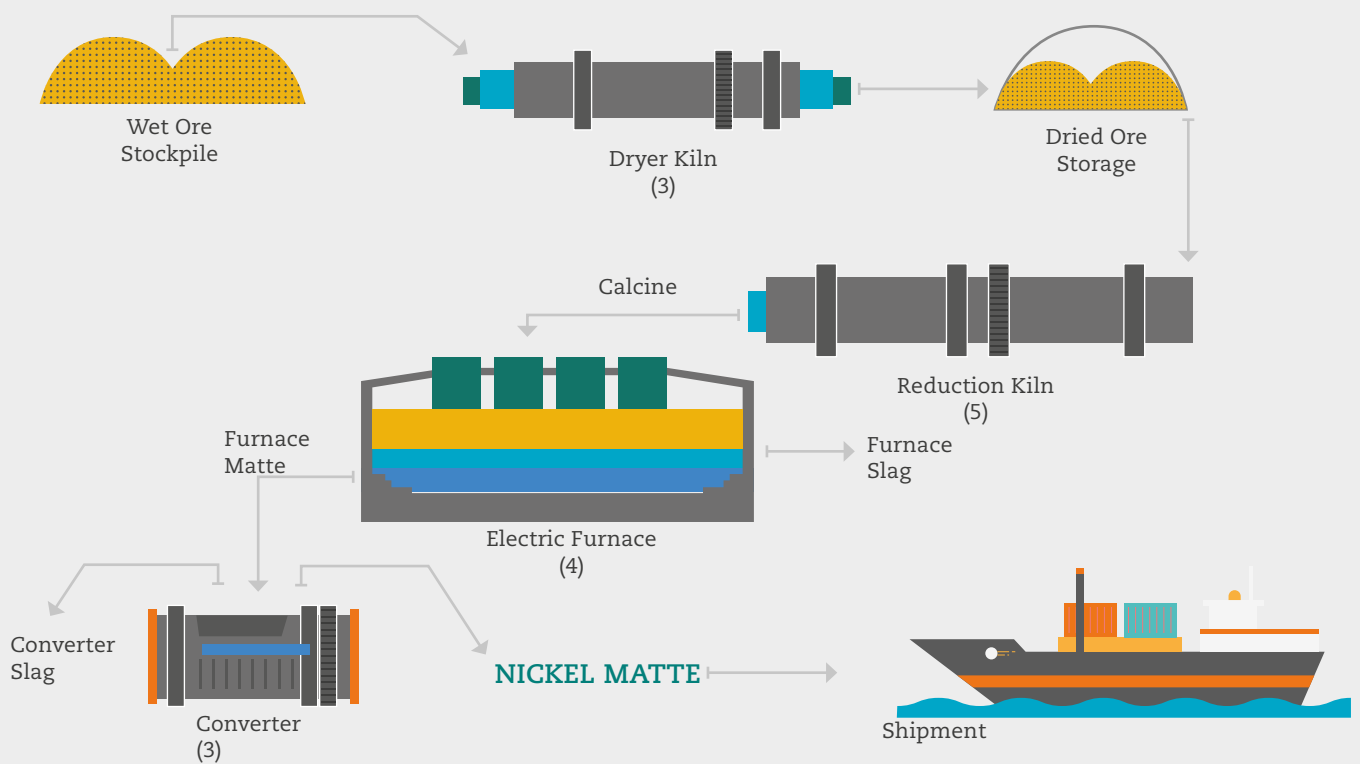 Wet Ore
Stockpile
Dryer Kiln
(3)
Dried Ore
Storage
Calcine
Reduction Kiln
(5)
Furnace
Matte
Furnace
Slag
Electric Furnace
(4)
Converter
Slag
NICKEL MATTE
Converter
(3)
Shipment